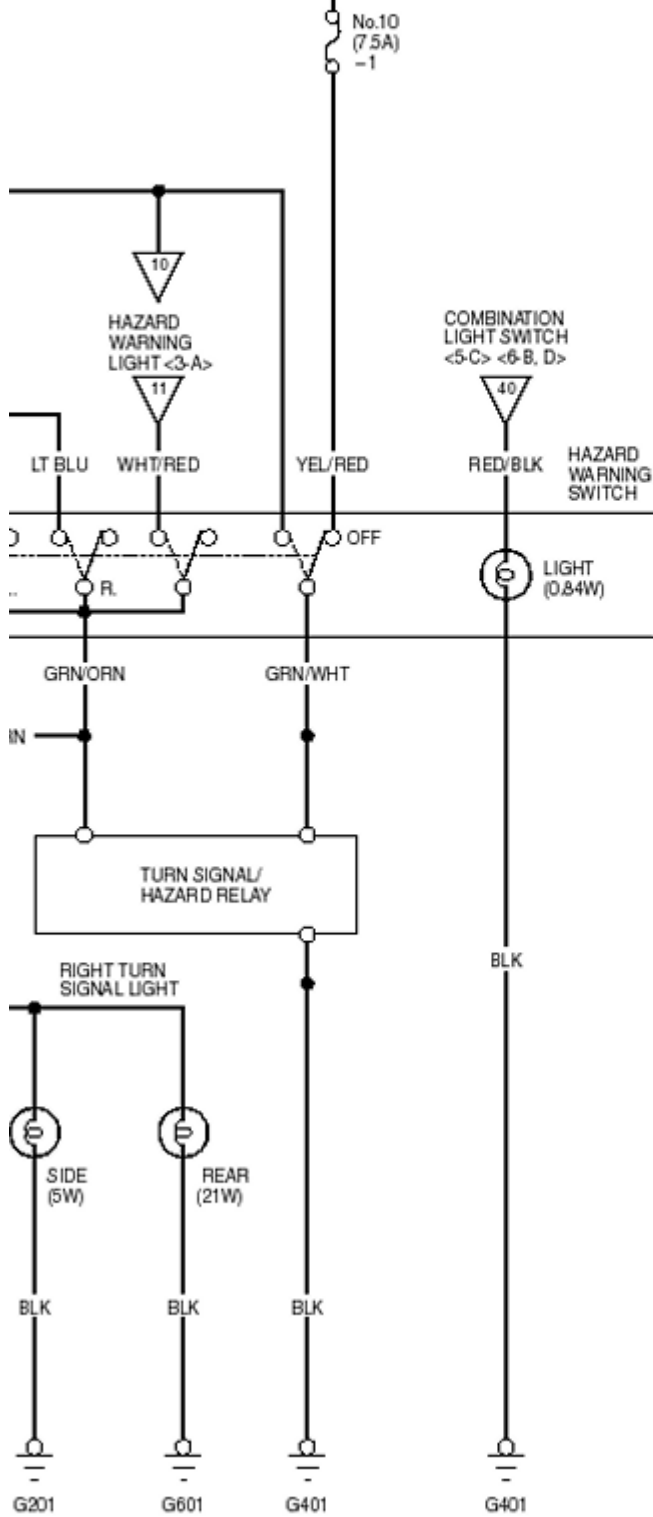 No.10
(7.5A)
–1
10
HAZARD
WARNING
LIGHT <3-A>
11
COMBINATION
LIGHT SWITCH
<5-C> <6-B, D>
40
LT BLU
WHT/RED
YEL/RED
RED/BLK
HAZARD
WARNING
SWITCH
OFF
R.
LIGHT
(0.84W)
GRN/ORN
GRN/WHT
TURN SIGNAL/
HAZARD RELAY
BLK
RIGHT TURN
SIGNAL LIGHT
SIDE
(5W)
REAR
(21W)
BLK
BLK
BLK
G201
G601
G401
G401